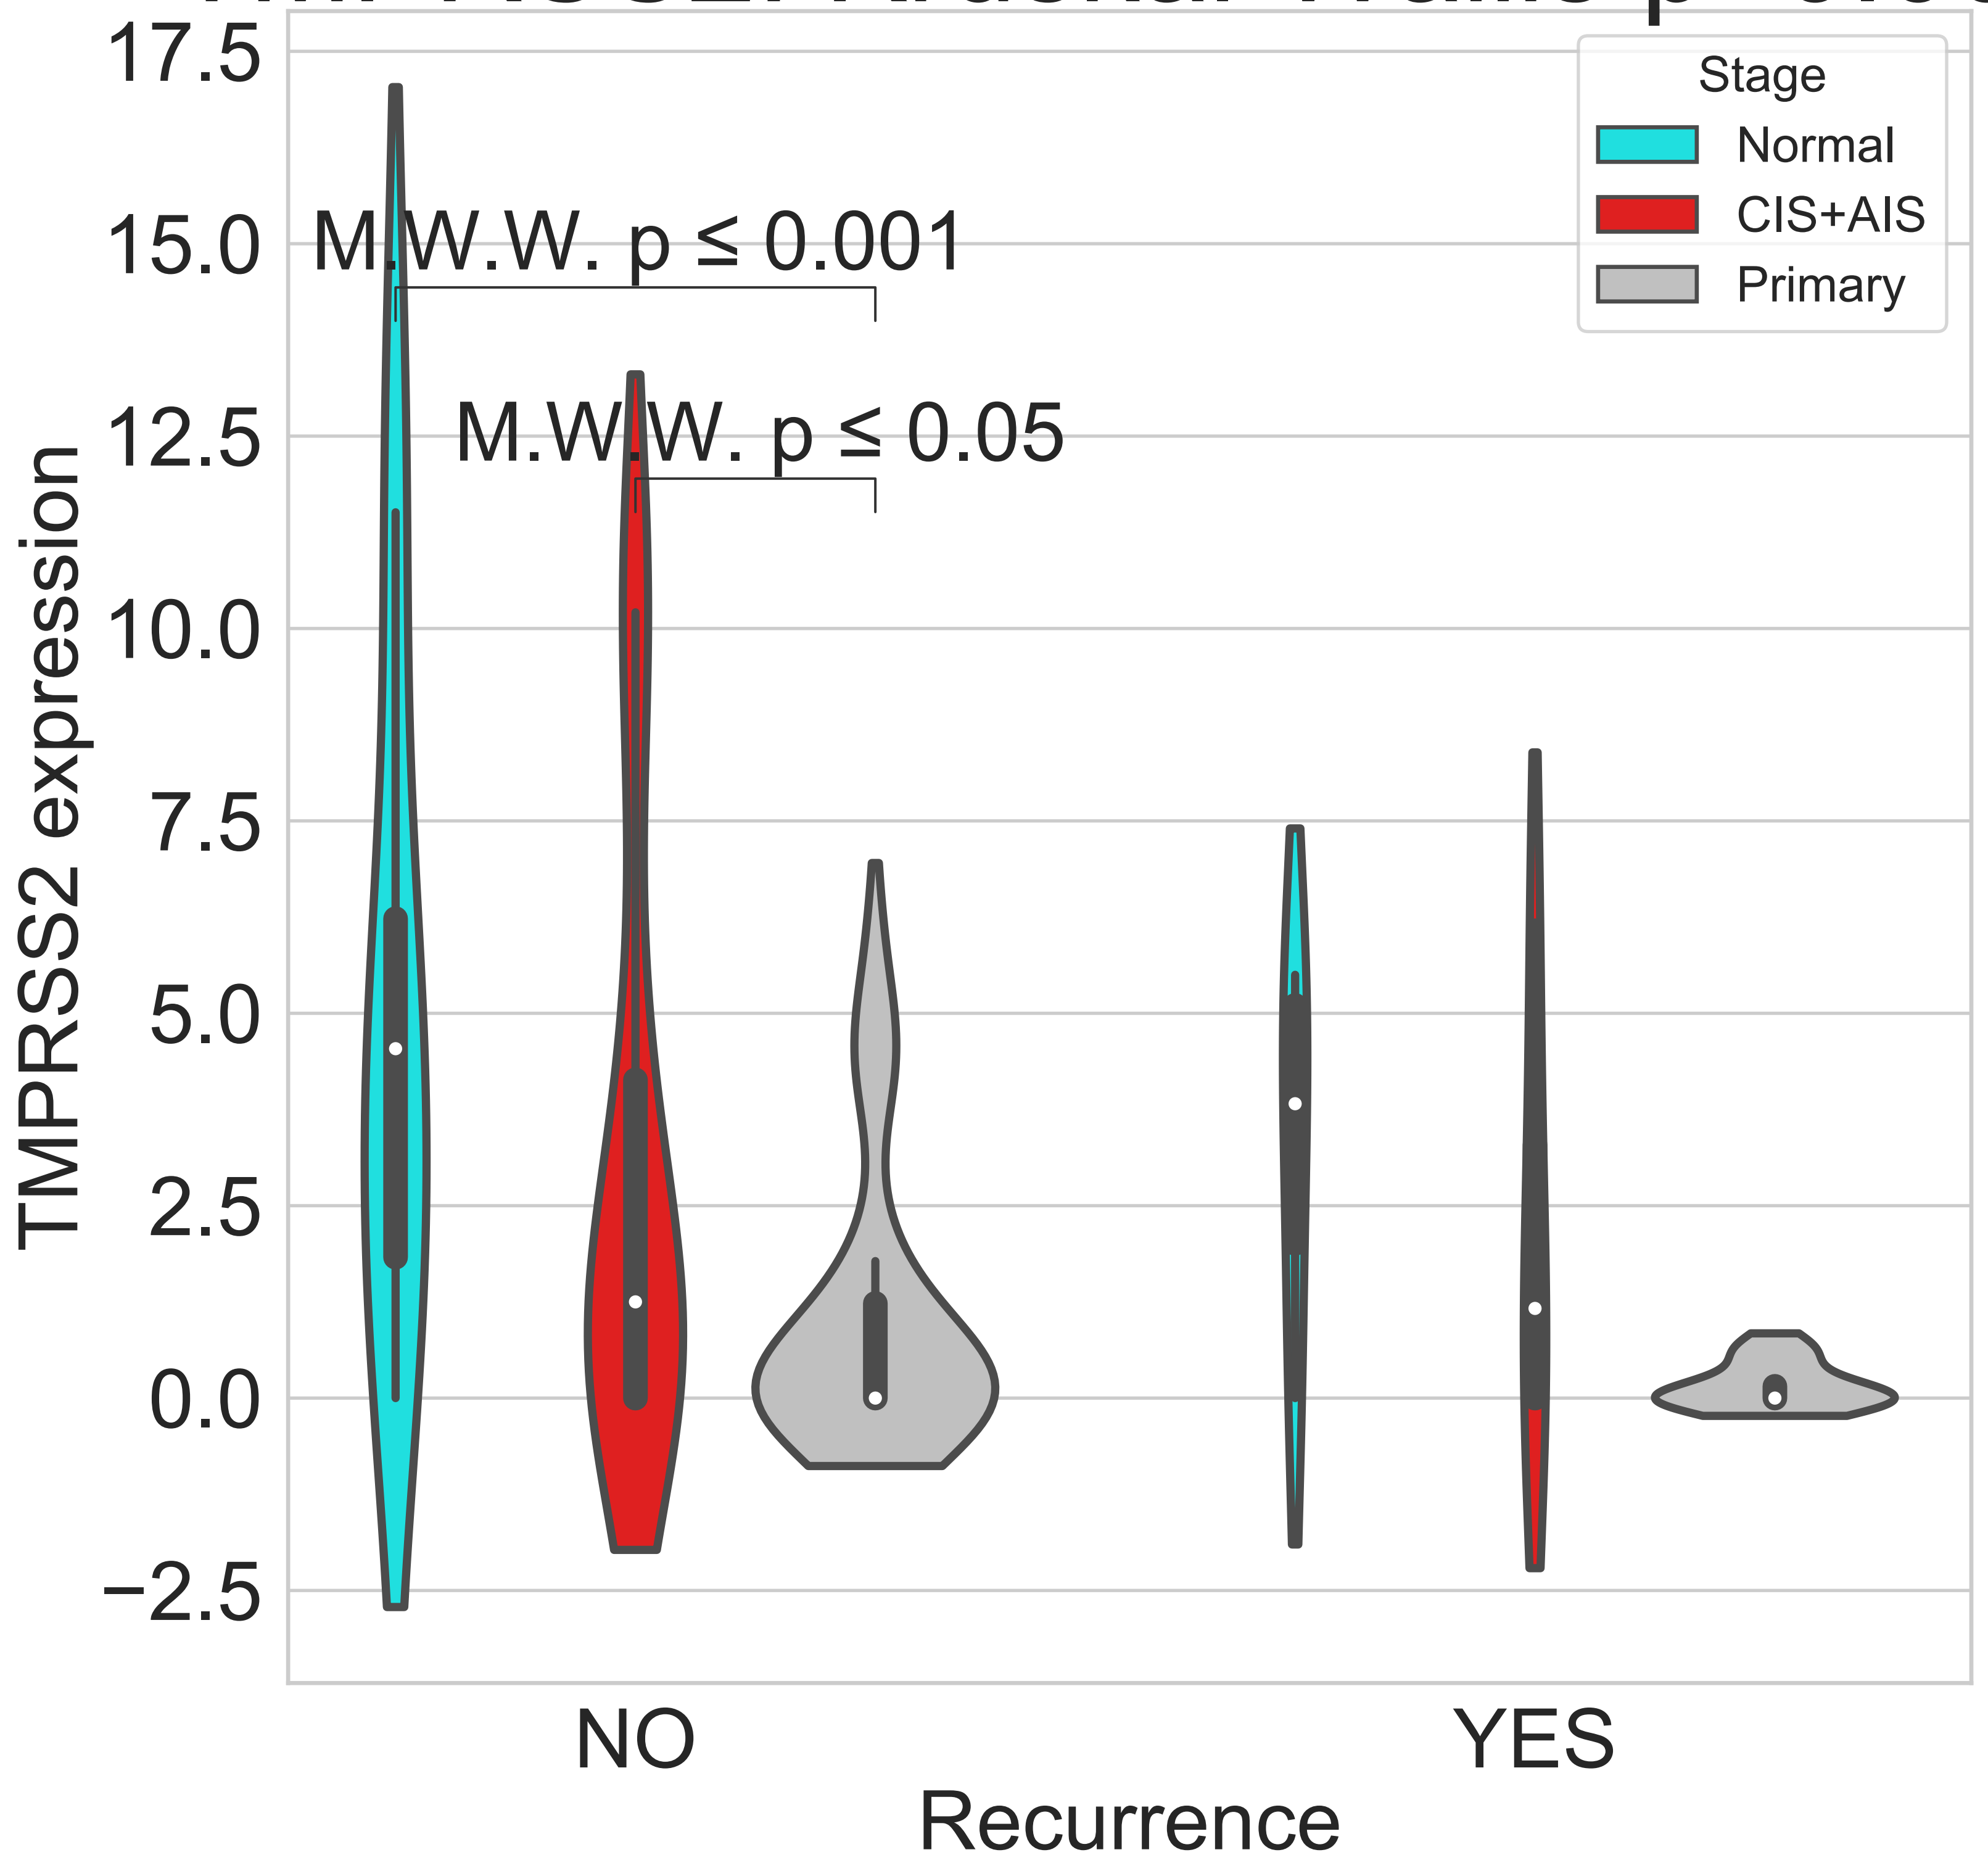 17.5
15.0
12.5
10.0
7.5
5.0
2.5
0.0
−2.5
TMPRSS2 expression
Stage
Normal
CIS+AIS
Primary
M.W.W. p ≤ 0.001
M.W.W. p ≤ 0.05
NO
YES
Recurrence